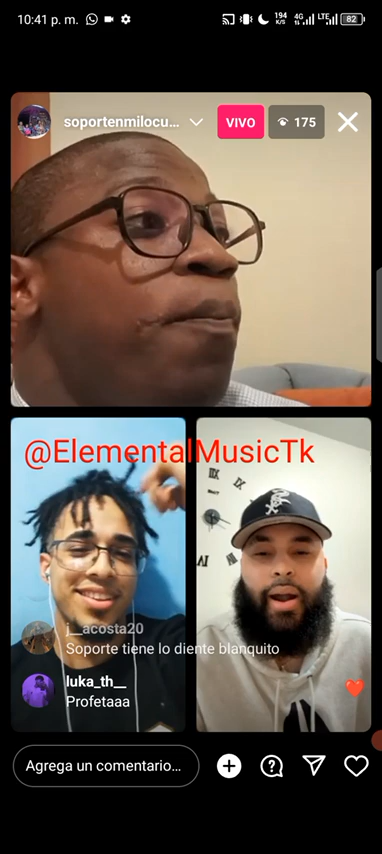 10:41 p. m.
194
K/S
4G
LTE
82
soportenmilocu...
VIVO
175
@ElementalMusicTk
VI
j__acosta20
Soporte tiene lo diente blanquito
luka_th__
Profetaaa
Agrega un comentario...